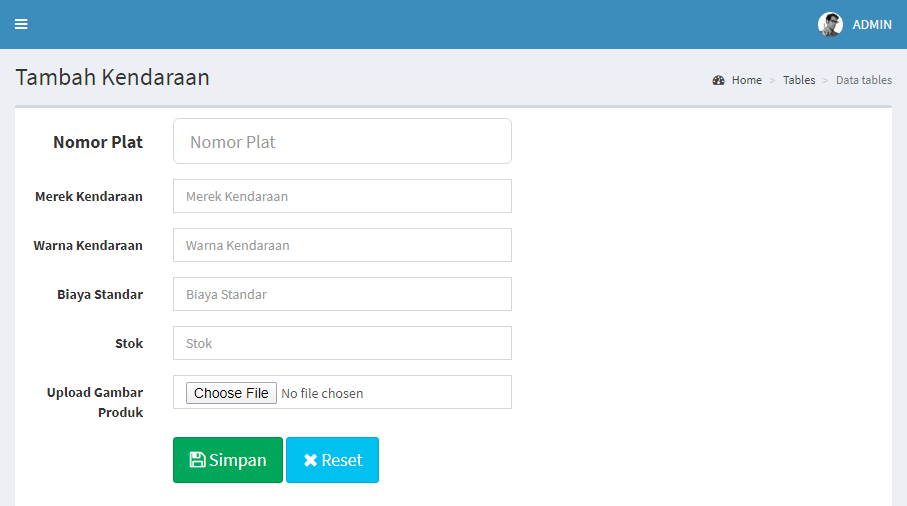 ADMIN
Tambah Kendaraan
Home > Tables > Data tables
Nomor Plat Nomor Plat
Merek Kendaraan Merek Kendaraan
Warna Kendaraan Warna Kendaraan
Biaya Standar Biaya Standar
Stok Stok
Upload Gambar Choose File No file chosen
Produk
Simpan Reset